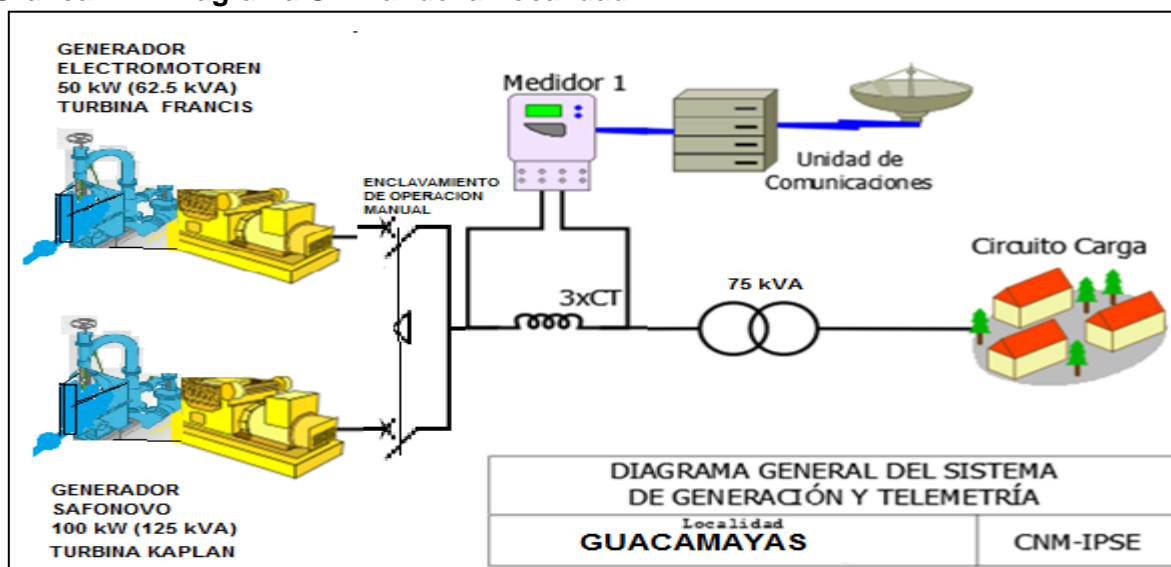 GENERADOR
ELECTROMOTOREN
50 kW (62.5 kVA)
TURBINA FRANCIS
Medidor 1
Unidad de
Comunicaciones
ENCLAVAMIENTO
DE OPERACION
MANUAL
3xCT
75 kVA
Circuito Carga
GENERADOR
SAFONOVO
100 kW (125 kVA)
TURBINA KAPLAN
DIAGRAMA GENERAL DEL SISTEMA
DE GENERACIÓN Y TELEMETRÍA
Localidad
GUACAMAYAS
CNM-IPSE